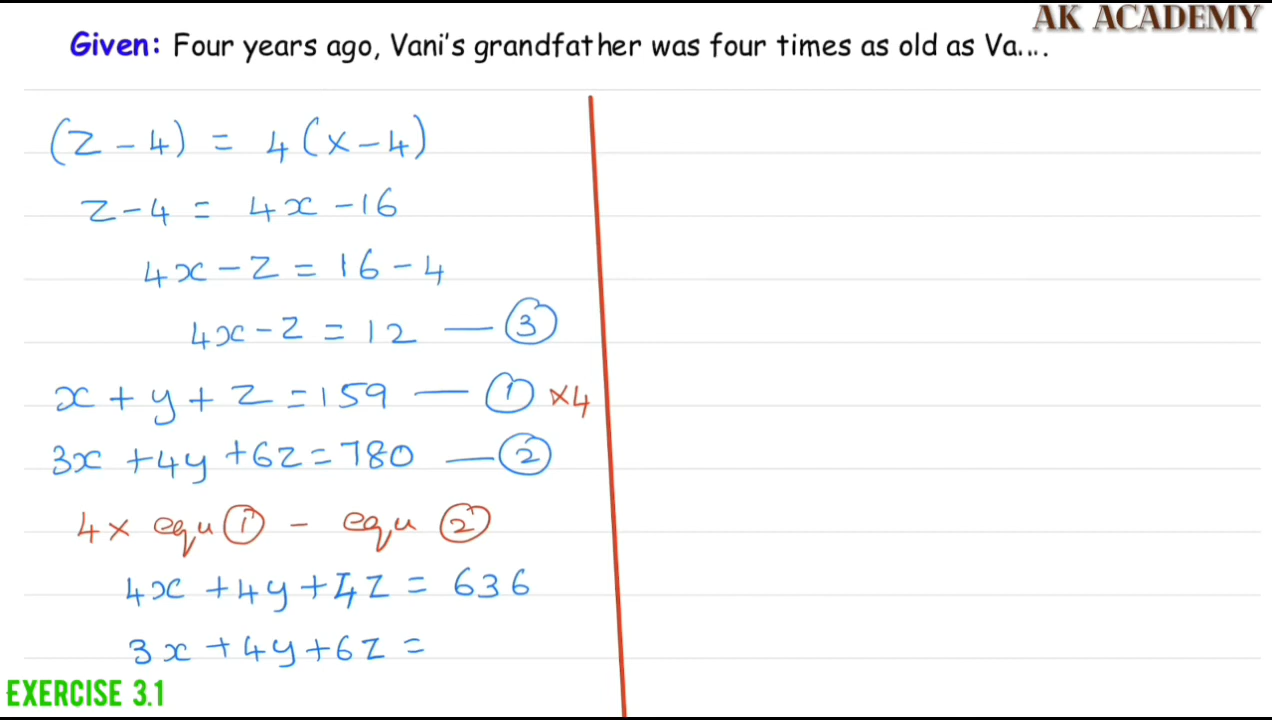 AK ACADEMY
Given: Four years ago, Vani's grandfather was four times as old as Va....
(z - 4) = 4(x - 4)
z - 4 = 4x - 16
4x - z = 16 - 4
4x - z = 12 — ③
x + y + z = 159 — ① ×4
3x + 4y + 6z = 780 — ②
4 × equ ① - equ ②
4x + 4y + 4z = 636
3x + 4y + 6z =
EXERCISE 3.1